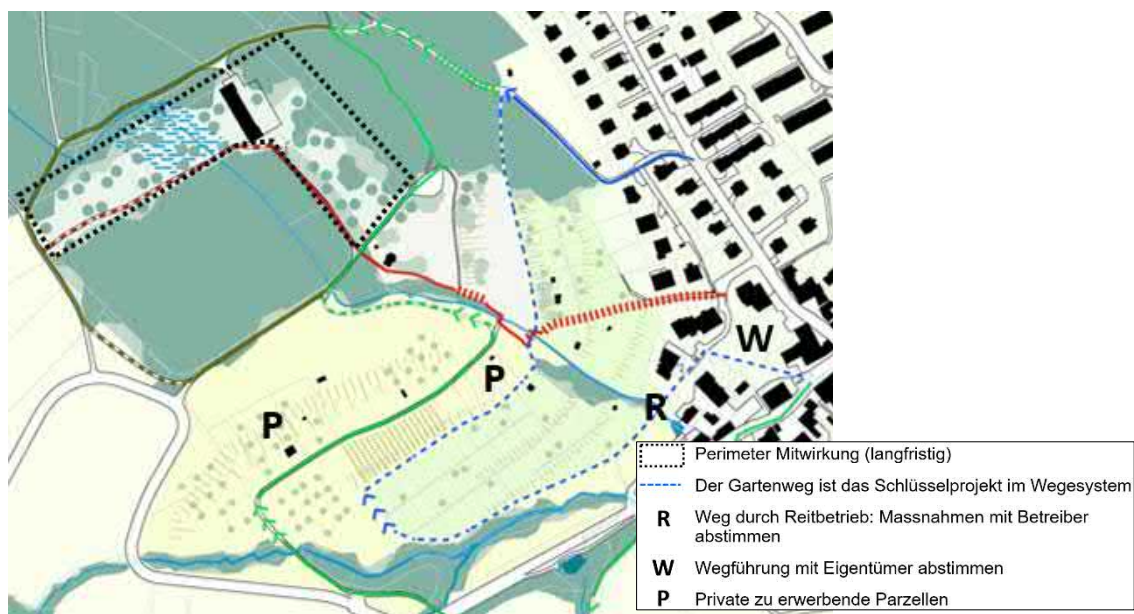 W
P
R
P
Perimeter Mitwirkung (langfristig)
Der Gartenweg ist das Schlüsselprojekt im Wegesystem
R Weg durch Reitbetrieb: Massnahmen mit Betreiber
abstimmen
W Wegführung mit Eigentümer abstimmen
P Private zu erwerbende Parzellen